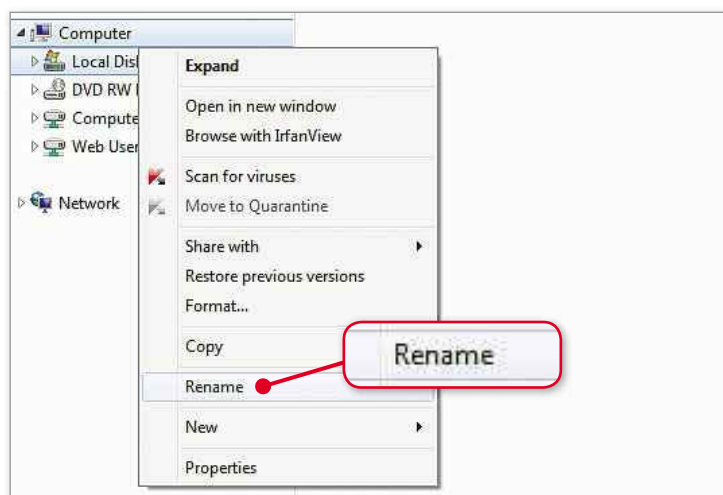 Computer
Local Dis
DVD RW
Compute
Web User
Network
Expand
Open in new window
Browse with IrfanView
Scan for viruses
Move to Quarantine
Share with
Restore previous versions
Format...
Copy
Rename
Rename
New
Properties